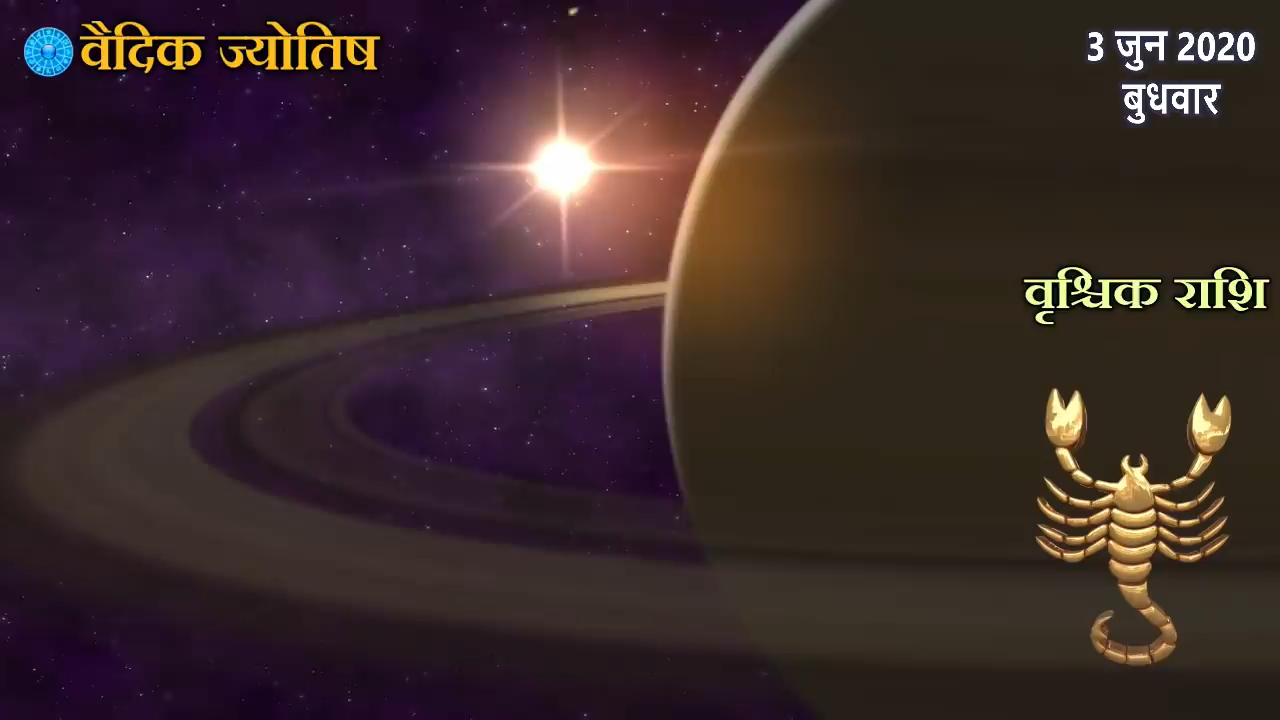 वैदिक ज्योतिष
3 जुन 2020
बुधवार
वृश्चिक राशि